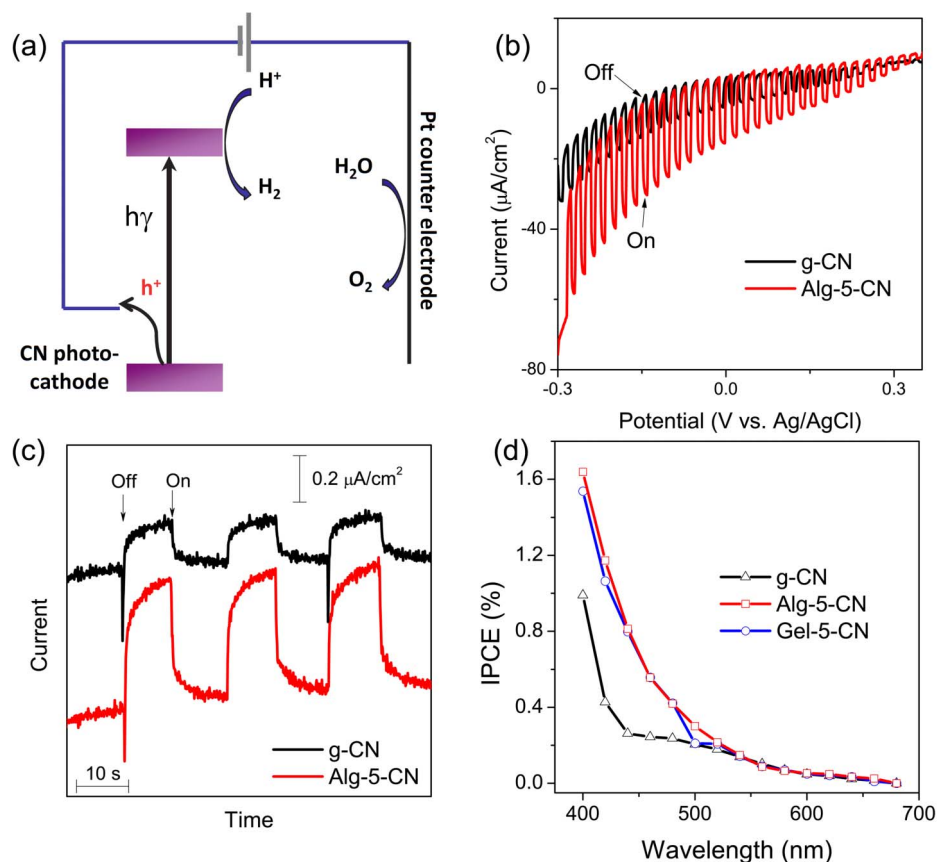 (a)
H⁺
H₂
hγ
h⁺
CN photo-
cathode
H₂O
O₂
Pt counter electrode
(b)
Current (μA/cm²)
0
-40
-80
Off
On
g-CN
Alg-5-CN
-0.3
0.0
0.3
Potential (V vs. Ag/AgCl)
(c)
Current
Off
On
0.2 μA/cm²
g-CN
Alg-5-CN
10 s
Time
(d)
IPCE (%)
1.6
1.2
0.8
0.4
0.0
g-CN
Alg-5-CN
Gel-5-CN
400
500
600
700
Wavelength (nm)